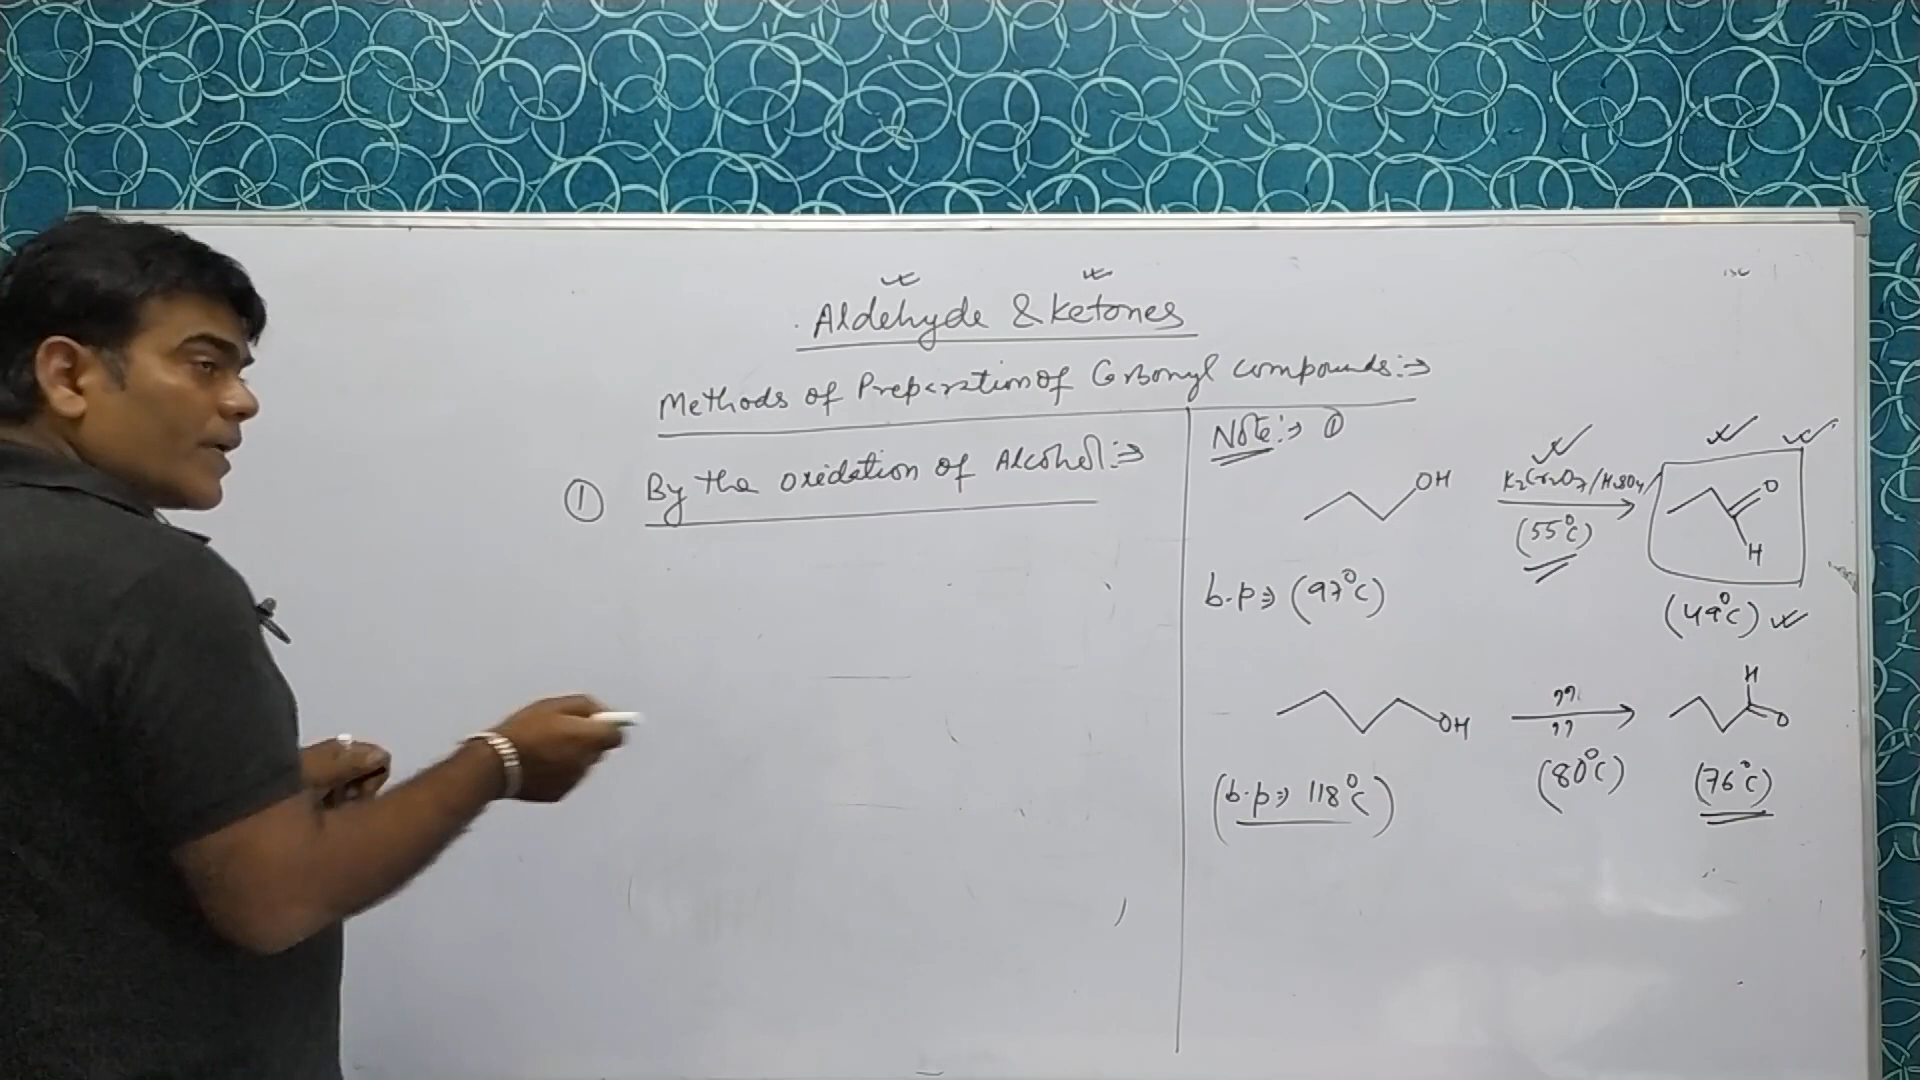 Aldehyde & Ketones
Methods of Preparation of Carbonyl compounds:→
① By the oxidation of Alcohol:→
Note:→ ①
OH
K₂Cr₂O₇/H₂SO₄
(55°C)
O
H
b.p⇒ (97°C)
(49°C)
OH
,,
,,
(80°C)
H
O
(b.p⇒ 118°C)
(76°C)